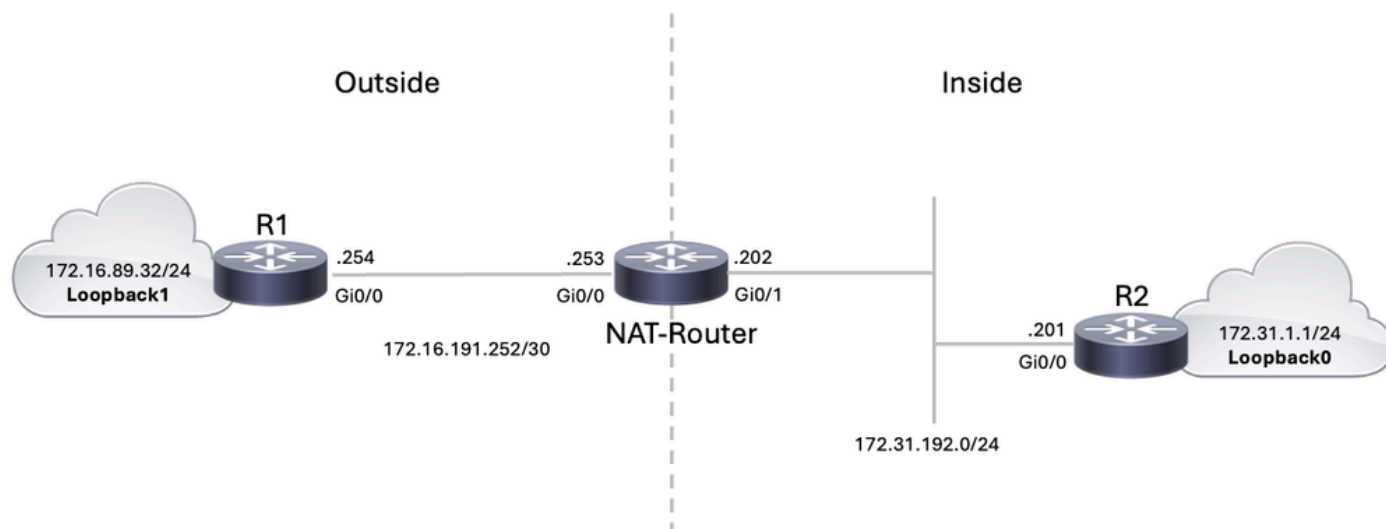 Outside
Inside
R1
172.16.89.32/24
Loopback1
.254
Gi0/0
172.16.191.252/30
.253
Gi0/0
NAT-Router
.202
Gi0/1
172.31.192.0/24
R2
.201
Gi0/0
172.31.1.1/24
Loopback0